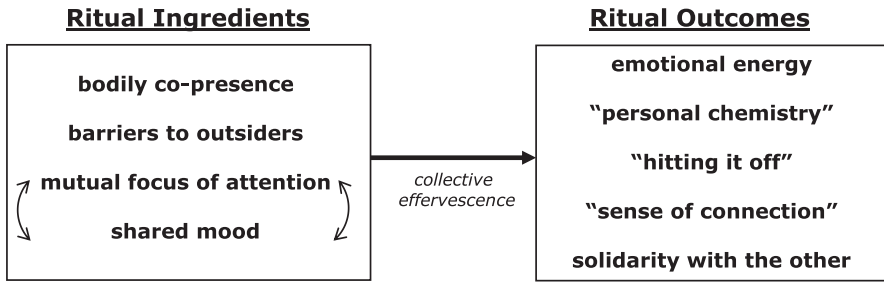 Ritual Ingredients
bodily co-presence
barriers to outsiders
mutual focus of attention
shared mood
collective
effervescence
Ritual Outcomes
emotional energy
“personal chemistry”
“hitting it off”
“sense of connection”
solidarity with the other